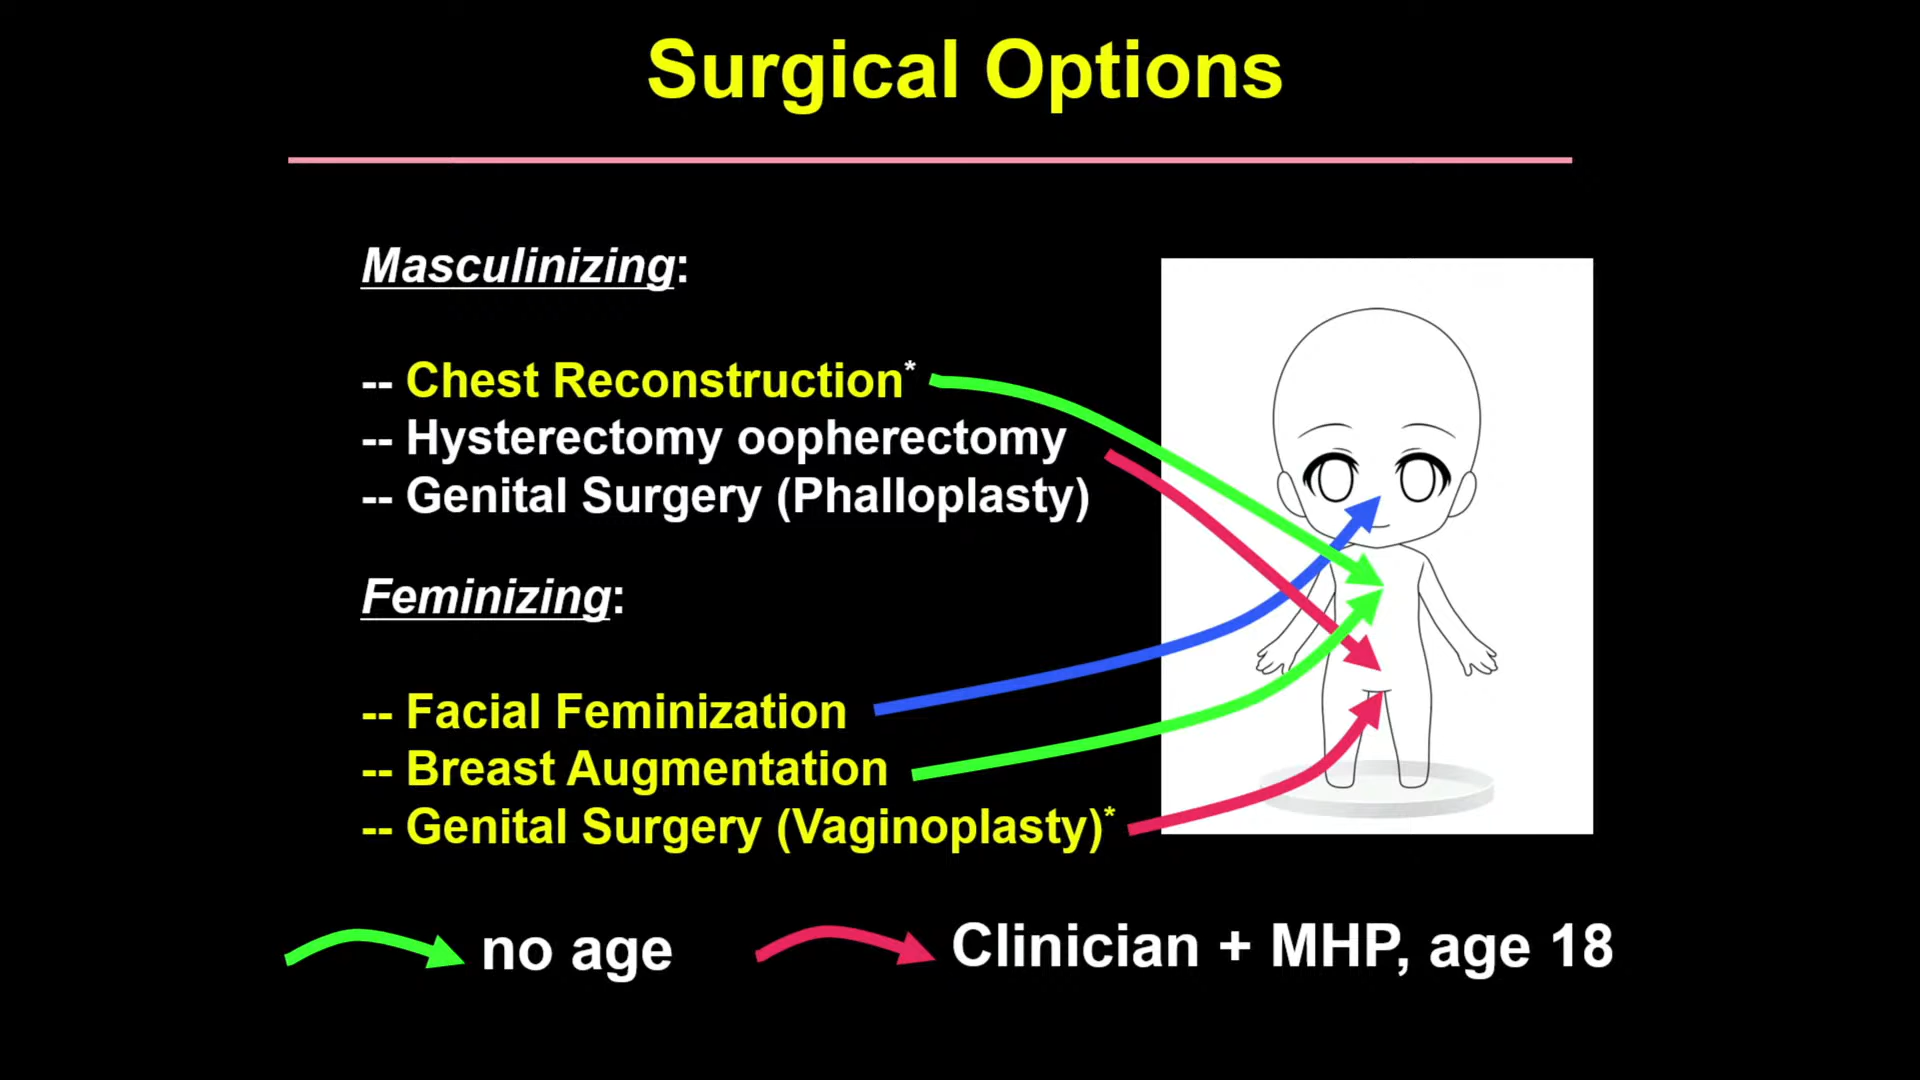 Surgical Options
Masculinizing:
-- Chest Reconstruction*
-- Hysterectomy oopherectomy
-- Genital Surgery (Phalloplasty)
Feminizing:
-- Facial Feminization
-- Breast Augmentation
-- Genital Surgery (Vaginoplasty)*
no age
Clinician + MHP, age 18